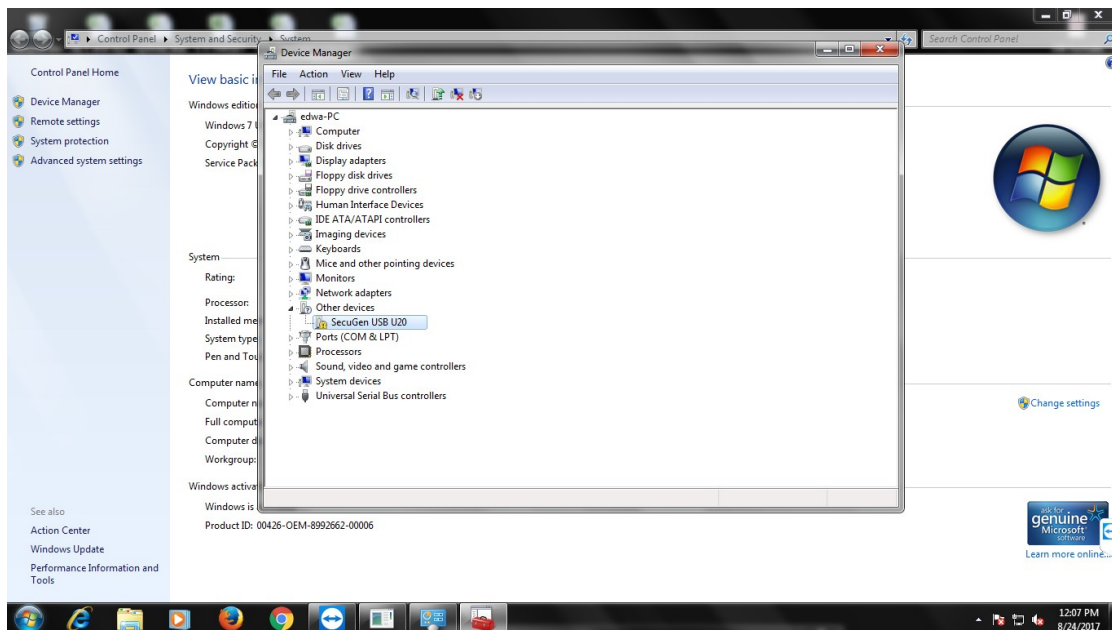 Control Panel
System and Security
System
Search Control Panel
Device Manager
File Action View Help
edwa-PC
Computer
Disk drives
Display adapters
Floppy disk drives
Floppy drive controllers
Human Interface Devices
IDE ATA/ATAPI controllers
Imaging devices
Keyboards
Mice and other pointing devices
Monitors
Network adapters
Other devices
SecuGen USB U20
Ports (COM & LPT)
Processors
Sound, video and game controllers
System devices
Universal Serial Bus controllers
Control Panel Home
Device Manager
Remote settings
System protection
Advanced system settings
See also
Action Center
Windows Update
Performance Information and
Tools
View basic
Windows
Windows 7
Copyright ©
Service Pack
System
Rating:
Processor:
Installed
System type
Pen and
Computer name
Computer
Full
Computer
Workgroup:
Windows
Windows is
Product ID: 00426-OEM-8992662-00006
Change settings
ask for
genuine
Microsoft
software
Learn more online...
12:07 PM
8/24/2017